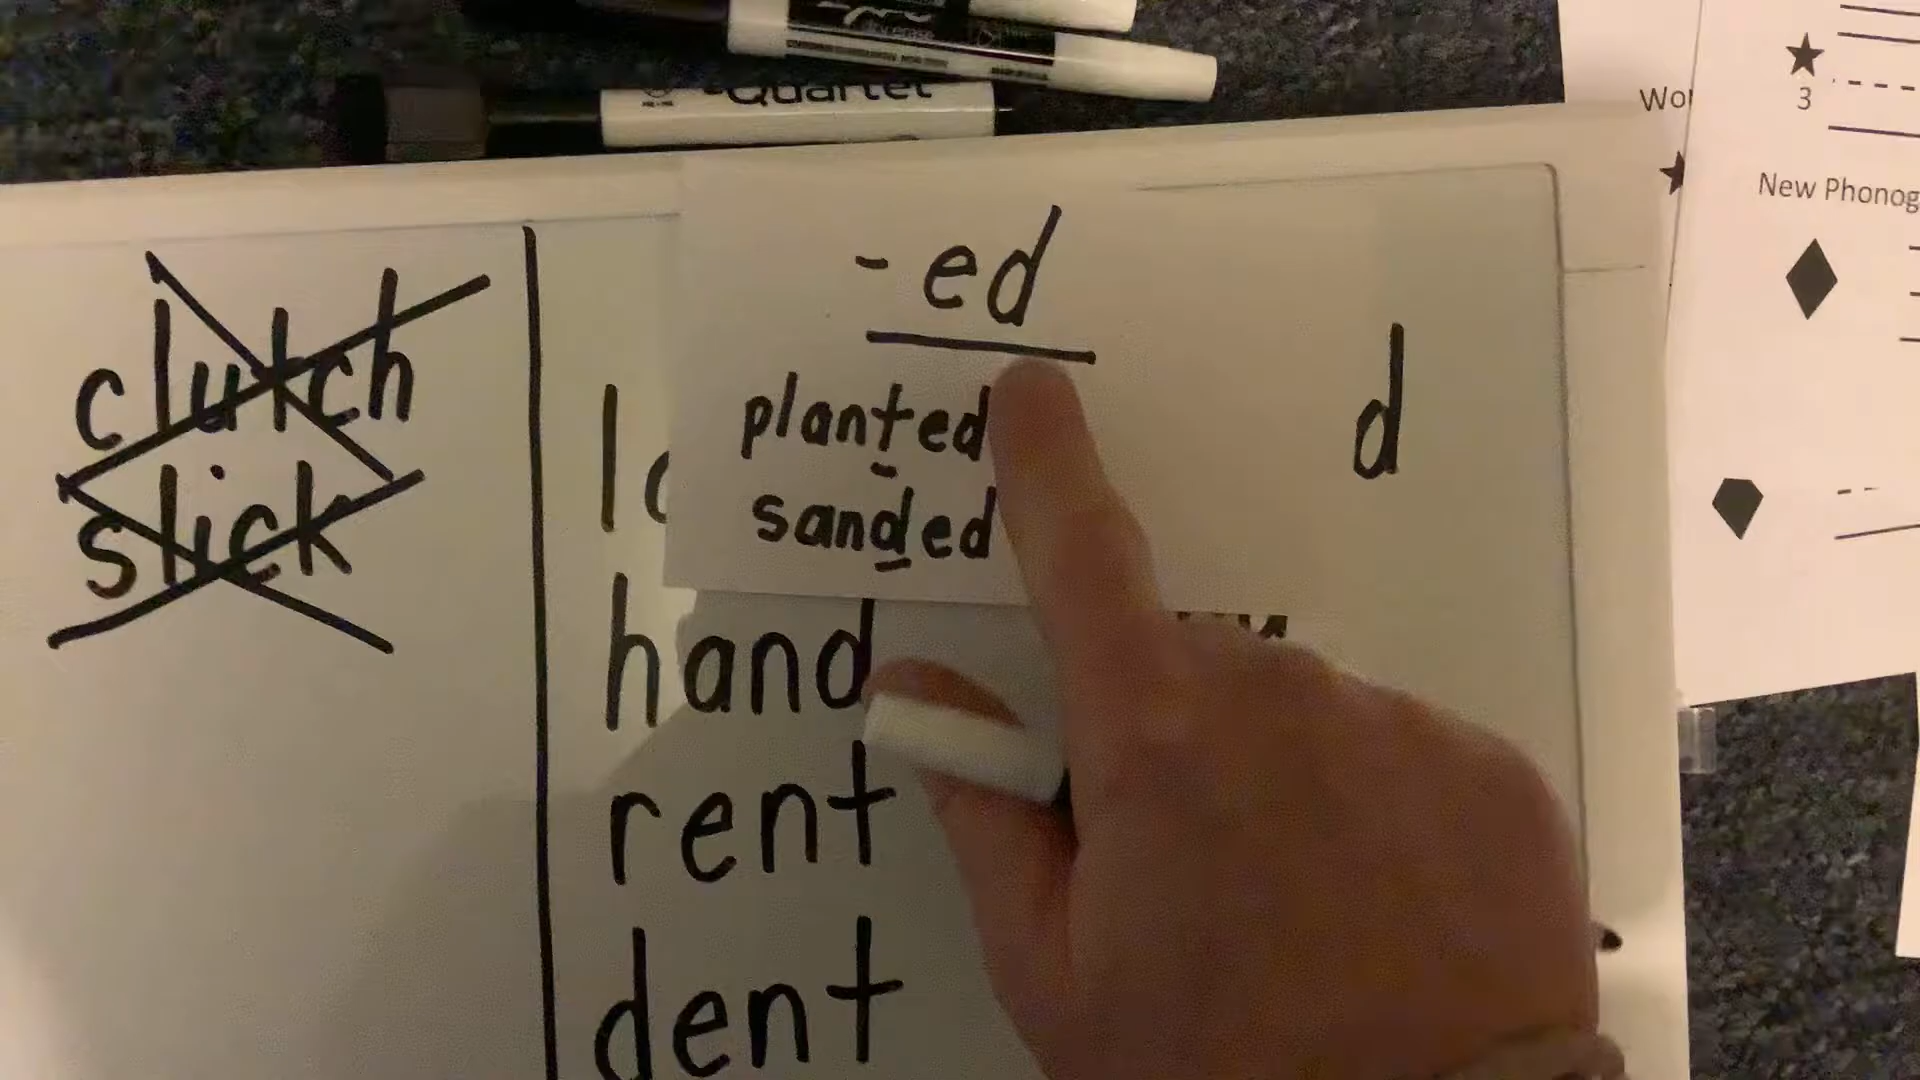 Quartet
3
New Phonog
clutch
slick
-ed
planted
sanded
d
hand
rent
dent